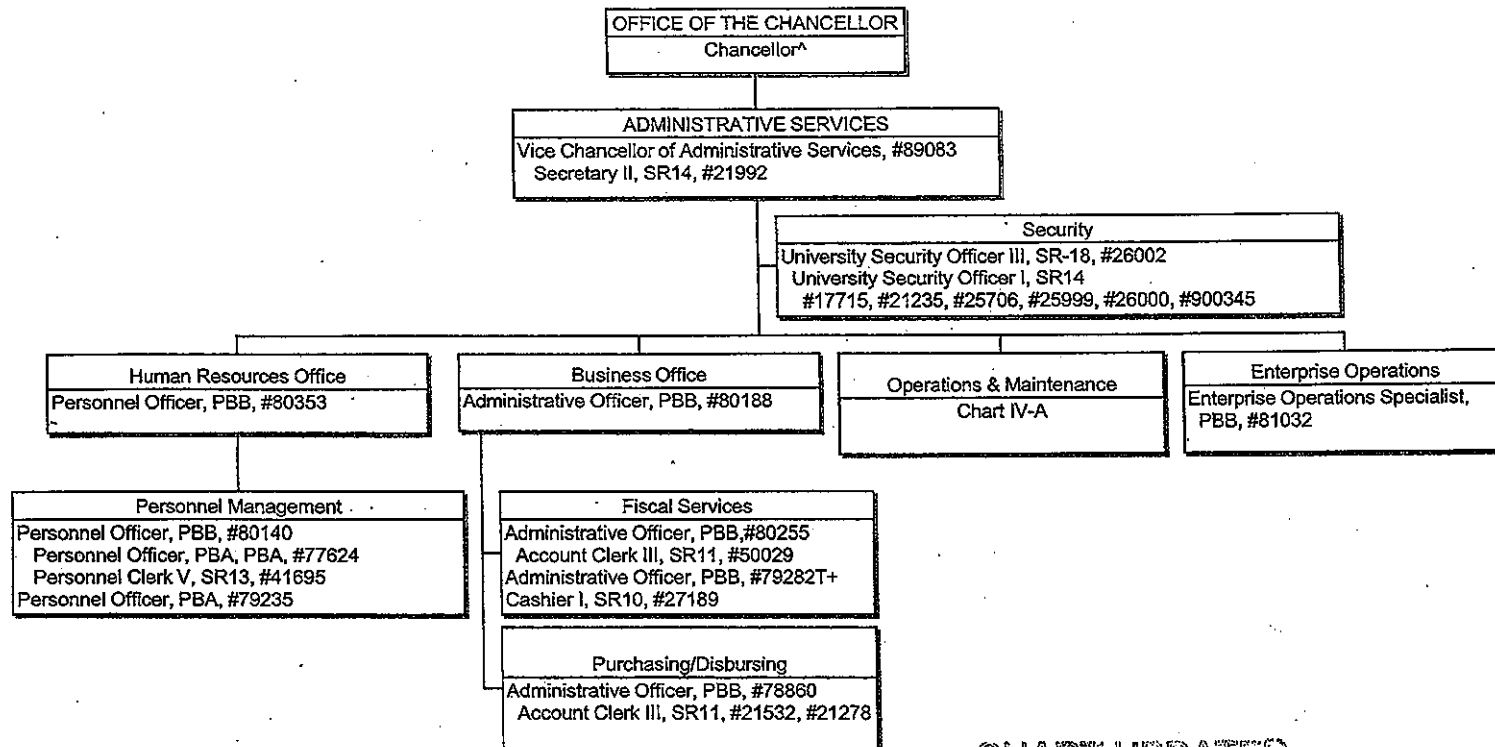 OFFICE OF THE CHANCELLOR
Chancellor^
ADMINISTRATIVE SERVICES
Vice Chancellor of Administrative Services, #89083
Secretary II, SR14, #21992
Security
University Security Officer III, SR-18, #26002
University Security Officer I, SR14
#17715, #21235, #25706, #25999, #26000, #900345
Human Resources Office
Personnel Officer, PBB, #80353
Business Office
Administrative Officer, PBB, #80188
Operations & Maintenance
Chart IV-A
Enterprise Operations
Enterprise Operations Specialist,
PBB, #81032
Personnel Management
Personnel Officer, PBB, #80140
Personnel Officer, PBA, PBA, #77624
Personnel Clerk V, SR13, #41695
Personnel Officer, PBA, #79235
Fiscal Services
Administrative Officer, PBB,#80255
Account Clerk III, SR11, #50029
Administrative Officer, PBB, #79282T+
Cashier I, SR10, #27189
Purchasing/Disbursing
Administrative Officer, PBB, #78860
Account Clerk III, SR11, #21532, #21278
CHART UPDATED